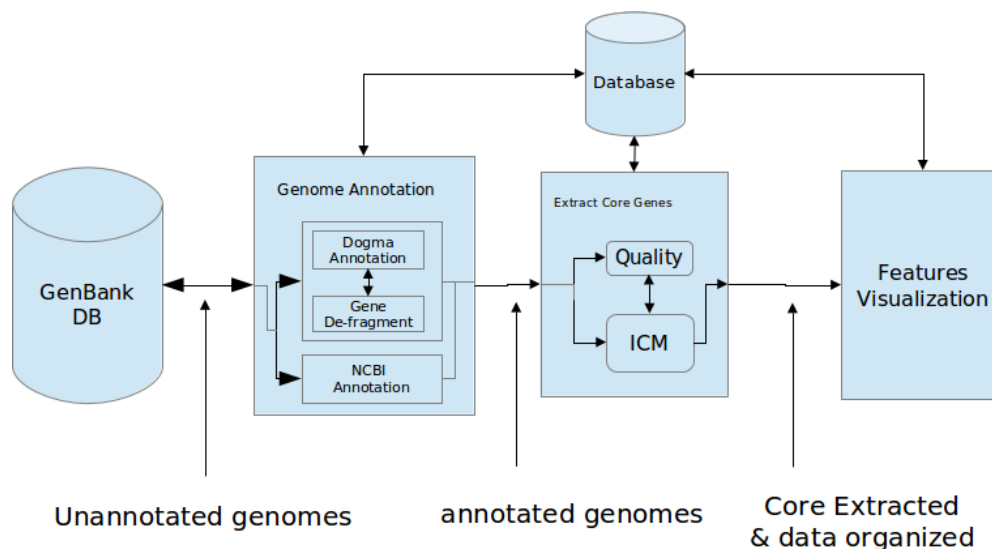 Database
Genome Annotation
Extract Core Genes
Dogma
Annotation
Gene
De-fragment
NCBI
Annotation
Quality
ICM
GenBank
DB
Features
Visualization
Unannotated genomes
annotated genomes
Core Extracted
& data organized